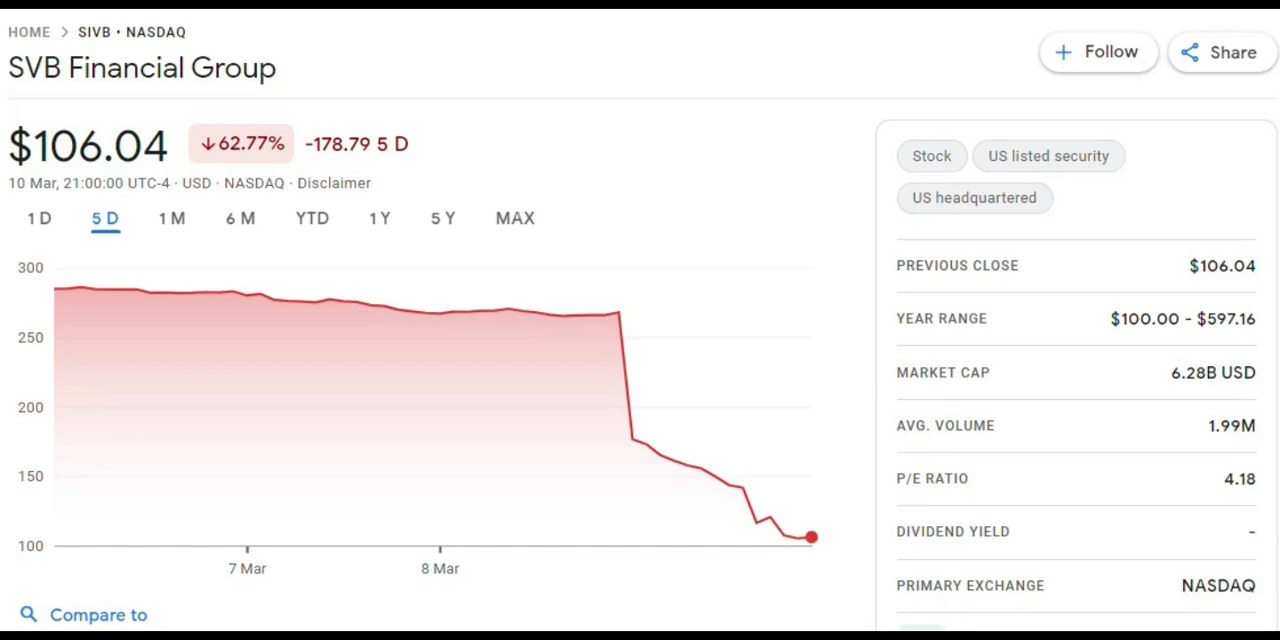 HOME > SIVB • NASDAQ
SVB Financial Group
+ Follow
Share
$106.04 ↓62.77% -178.79 5 D
10 Mar, 21:00:00 UTC-4 · USD · NASDAQ · Disclaimer
1 D 5 D 1 M 6 M YTD 1 Y 5 Y MAX
300
250
200
150
100
7 Mar 8 Mar
Compare to
Stock US listed security
US headquartered
PREVIOUS CLOSE $106.04
YEAR RANGE $100.00 - $597.16
MARKET CAP 6.28B USD
AVG. VOLUME 1.99M
P/E RATIO 4.18
DIVIDEND YIELD -
PRIMARY EXCHANGE NASDAQ